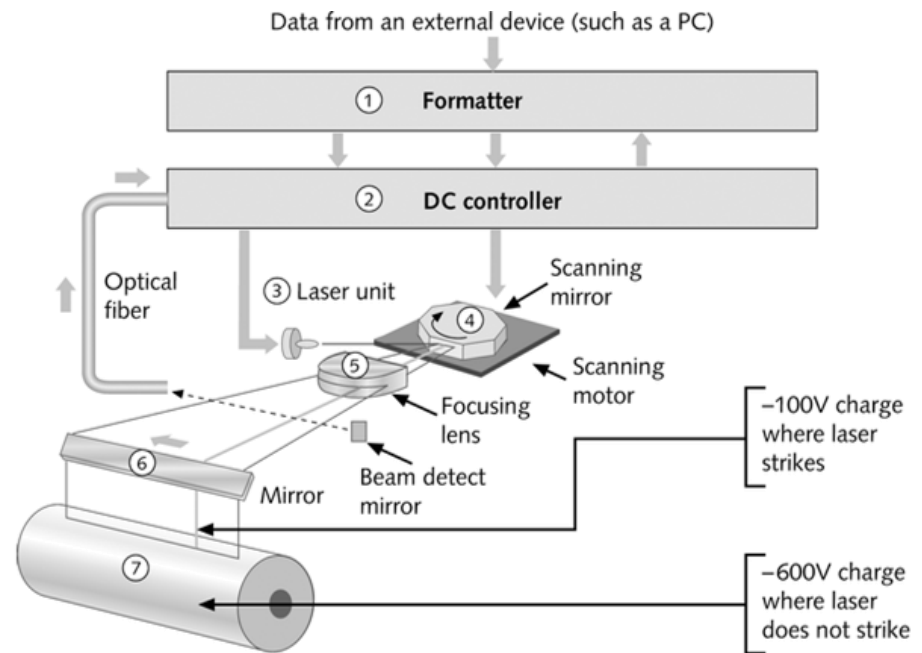 Data from an external device (such as a PC)
① Formatter
② DC controller
Optical
fiber
③ Laser unit
Scanning
mirror
④
⑤
Scanning
motor
Focusing
lens
–100V charge
where laser
strikes
⑥
Mirror
Beam detect
mirror
⑦
–600V charge
where laser
does not strike